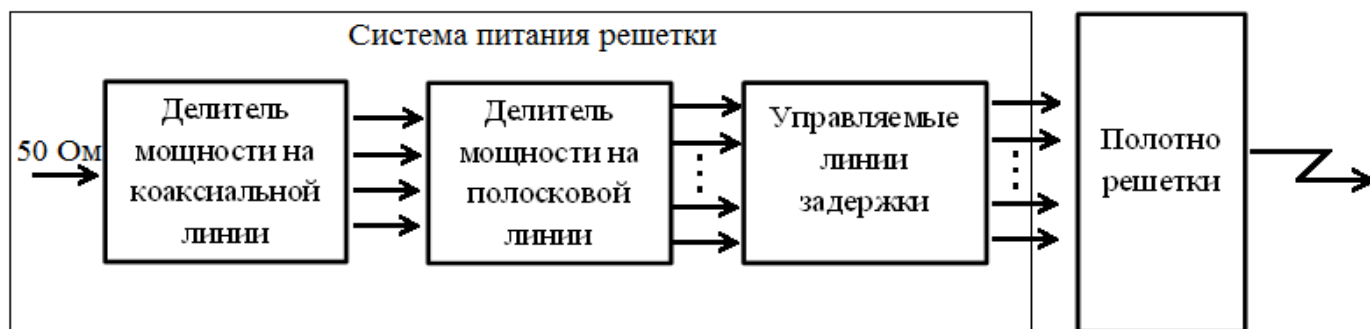 Система питания решетки
50 Ом
Делитель
мощности на
коаксиальной
линии
Делитель
мощности на
полосковой
линии
Управляемые
линии
задержки
Полотно
решетки